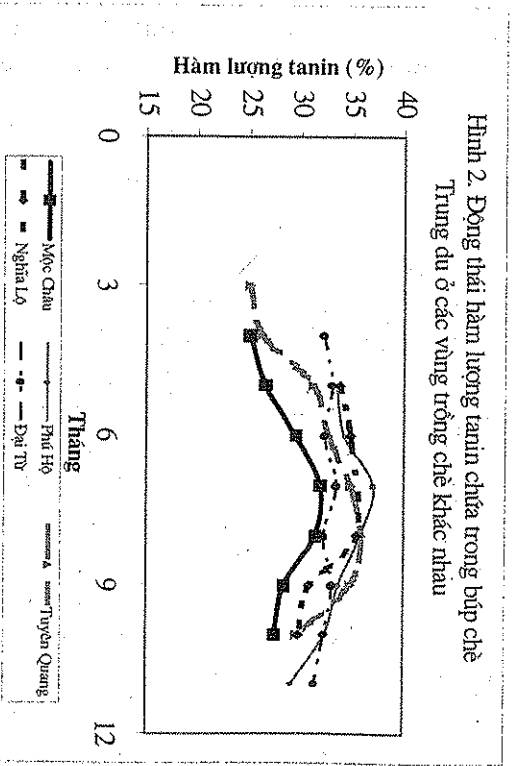 Hình 2. Động thái hàm lượng tanin chứa trong búp chè
Trung du ở các vùng trồng chè khác nhau
Hàm lượng tanin (%)
40
35
30
25
20
15
0
3
6
9
12
Tháng
Mộc Châu
Phú Hộ
Tuyên Quang
Nghĩa Lộ
Đại Từ